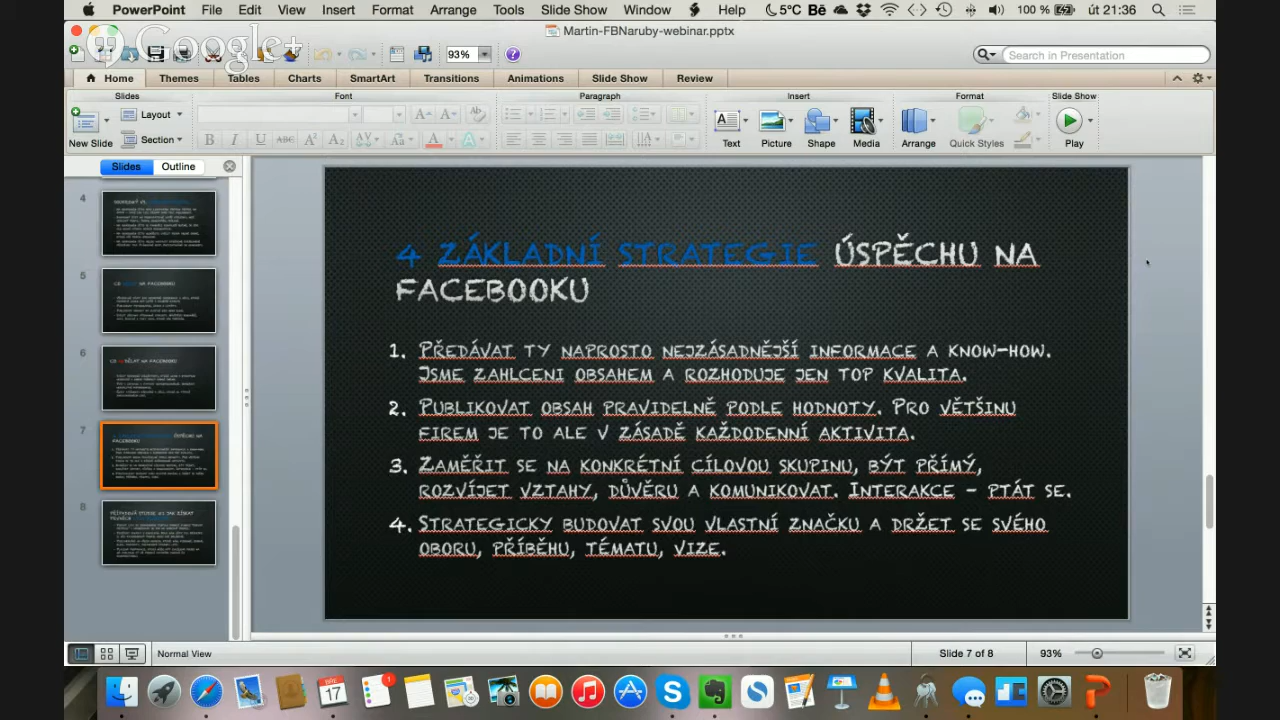 PowerPoint File Edit View Insert Format Arrange Tools Slide Show Window Help 5°C Bē 100 % út 21:36
Google+
Martin-FBNaruby-webinar.pptx
93% Search in Presentation
Home Themes Tables Charts SmartArt Transitions Animations Slide Show Review
Slides Font Paragraph Insert Format Slide Show
Layout
Section
New Slide Text Picture Shape Media Arrange Quick Styles Play
Slides Outline
4
5
6
7
8
4 ZÁKLADNI STRATEGIE ÚSPĚCHU NA
FACEBOOKU
1. PŘEDÁVAT TY NAPROSTO NEJZÁSADNĚJŠÍ INFORMACE A KNOW-HOW.
JSME ZAHLCENI OBSAHEM A ROZHODUJE JEN TOP KVALITA.
2. PUBLIKOVAT OBSAH PRAVIDELNĚ PODLE HODNOTY. PRO VĚTŠINU
FIREM JE TO ALE V ZÁSADĚ KAŽDODENNÍ AKTIVITA.
3. ZAMĚŘIT SE NA KONKRÉTNÍ CÍLOVOU SKUPINU, BÝT PŘÍMÝ,
ROZVÍJET VZTAHY, DŮVĚRU A KOMUNIKOVAT. INTERAKCE - PTÁT SE.
4. STRATEGICKY BUDOVAT SVOU VLASTNÍ ZNAČKU A DRŽET SE SVÉHO
OBORU, PŘÍBĚHU, TÉMATU, VIZE.
Normal View Slide 7 of 8 93%
17
1